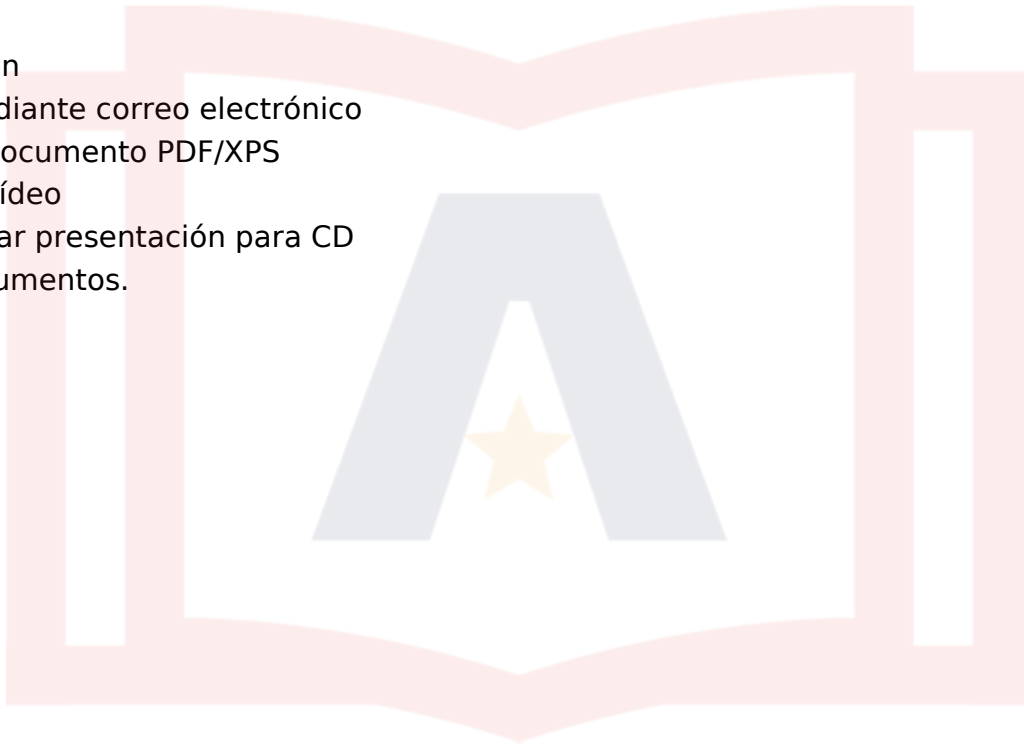 n
diante correo electrónico
ocumento PDF/XPS
ídeo
ar presentación para CD
umentos.